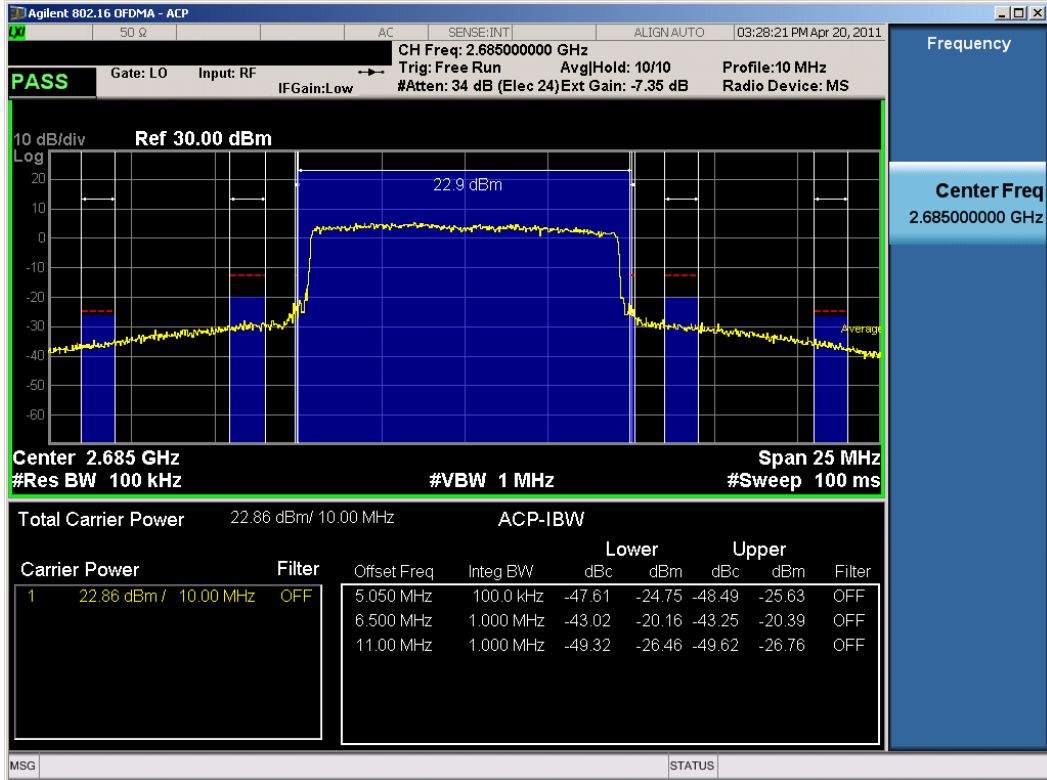 Agilent 802.16 OFDMA - ACP
LXI 50 Ω AC SENSE:INT ALIGN AUTO 03:28:21 PM Apr 20, 2011
CH Freq: 2.685000000 GHz
PASS Gate: LO Input: RF Trig: Free Run Avg|Hold: 10/10 Profile:10 MHz
IFGain:Low #Atten: 34 dB (Elec 24) Ext Gain: -7.35 dB Radio Device: MS
10 dB/div Ref 30.00 dBm
Log
20
22.9 dBm
10
0
-10
-20
-30
Average
-40
-50
-60
Center 2.685 GHz Span 25 MHz
#Res BW 100 kHz #VBW 1 MHz #Sweep 100 ms
Total Carrier Power 22.86 dBm/ 10.00 MHz ACP-IBW
Lower Upper
Carrier Power Filter Offset Freq Integ BW dBc dBm dBc dBm Filter
1 22.86 dBm / 10.00 MHz OFF 5.050 MHz 100.0 kHz -47.61 -24.75 -48.49 -25.63 OFF
6.500 MHz 1.000 MHz -43.02 -20.16 -43.25 -20.39 OFF
11.00 MHz 1.000 MHz -49.32 -26.46 -49.62 -26.76 OFF
MSG STATUS
Frequency
Center Freq
2.685000000 GHz